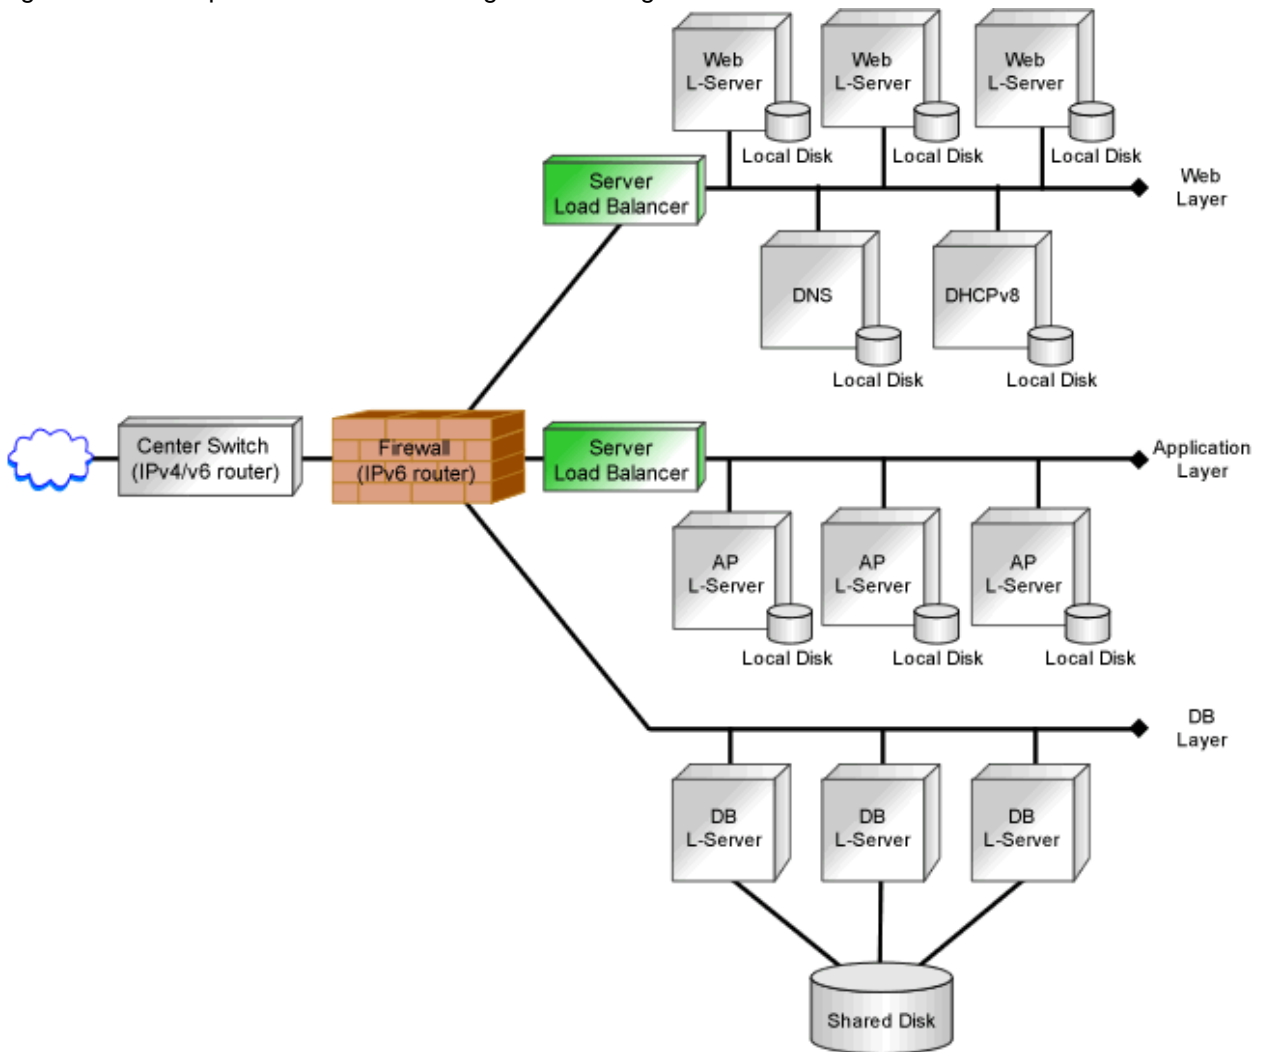 Web
L-Server
Web
L-Server
Web
L-Server
Local Disk
Local Disk
Local Disk
Server
Load Balancer
Web
Layer
DNS
DHCPv8
Local Disk
Local Disk
Center Switch
(IPv4/v6 router)
Firewall
(IPv6 router)
Server
Load Balancer
Application
Layer
AP
L-Server
AP
L-Server
AP
L-Server
Local Disk
Local Disk
Local Disk
DB
Layer
DB
L-Server
DB
L-Server
DB
L-Server
Shared Disk